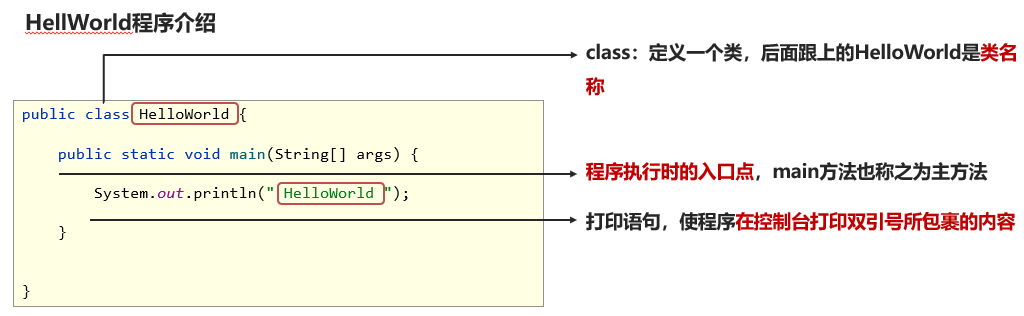 HellWorld程序介绍
class：定义一个类，后面跟上的HelloWorld是类名
称
public class HelloWorld {
public static void main(String[] args) {
程序执行时的入口点，main方法也称之为主方法
System.out.println(" HelloWorld ");
打印语句，使程序在控制台打印双引号所包裹的内容
}
}